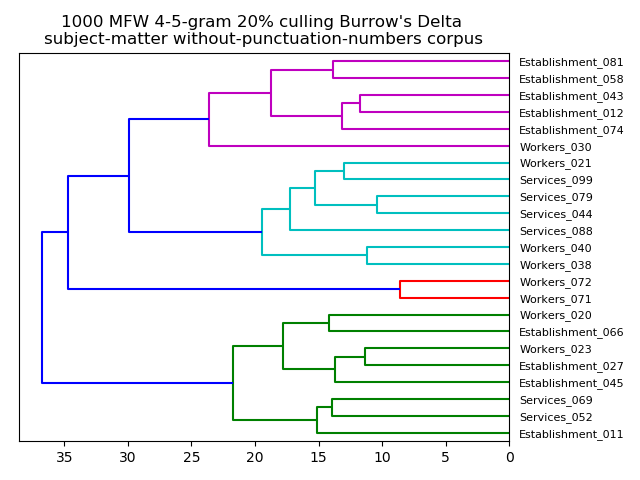 1000 MFW 4-5-gram 20% culling Burrow's Delta
subject-matter without-punctuation-numbers corpus
Establishment_081
Establishment_058
Establishment_043
Establishment_012
Establishment_074
Workers_030
Workers_021
Services_099
Services_079
Services_044
Services_088
Workers_040
Workers_038
Workers_072
Workers_071
Workers_020
Establishment_066
Workers_023
Establishment_027
Establishment_045
Services_069
Services_052
Establishment_011
35 30 25 20 15 10 5 0